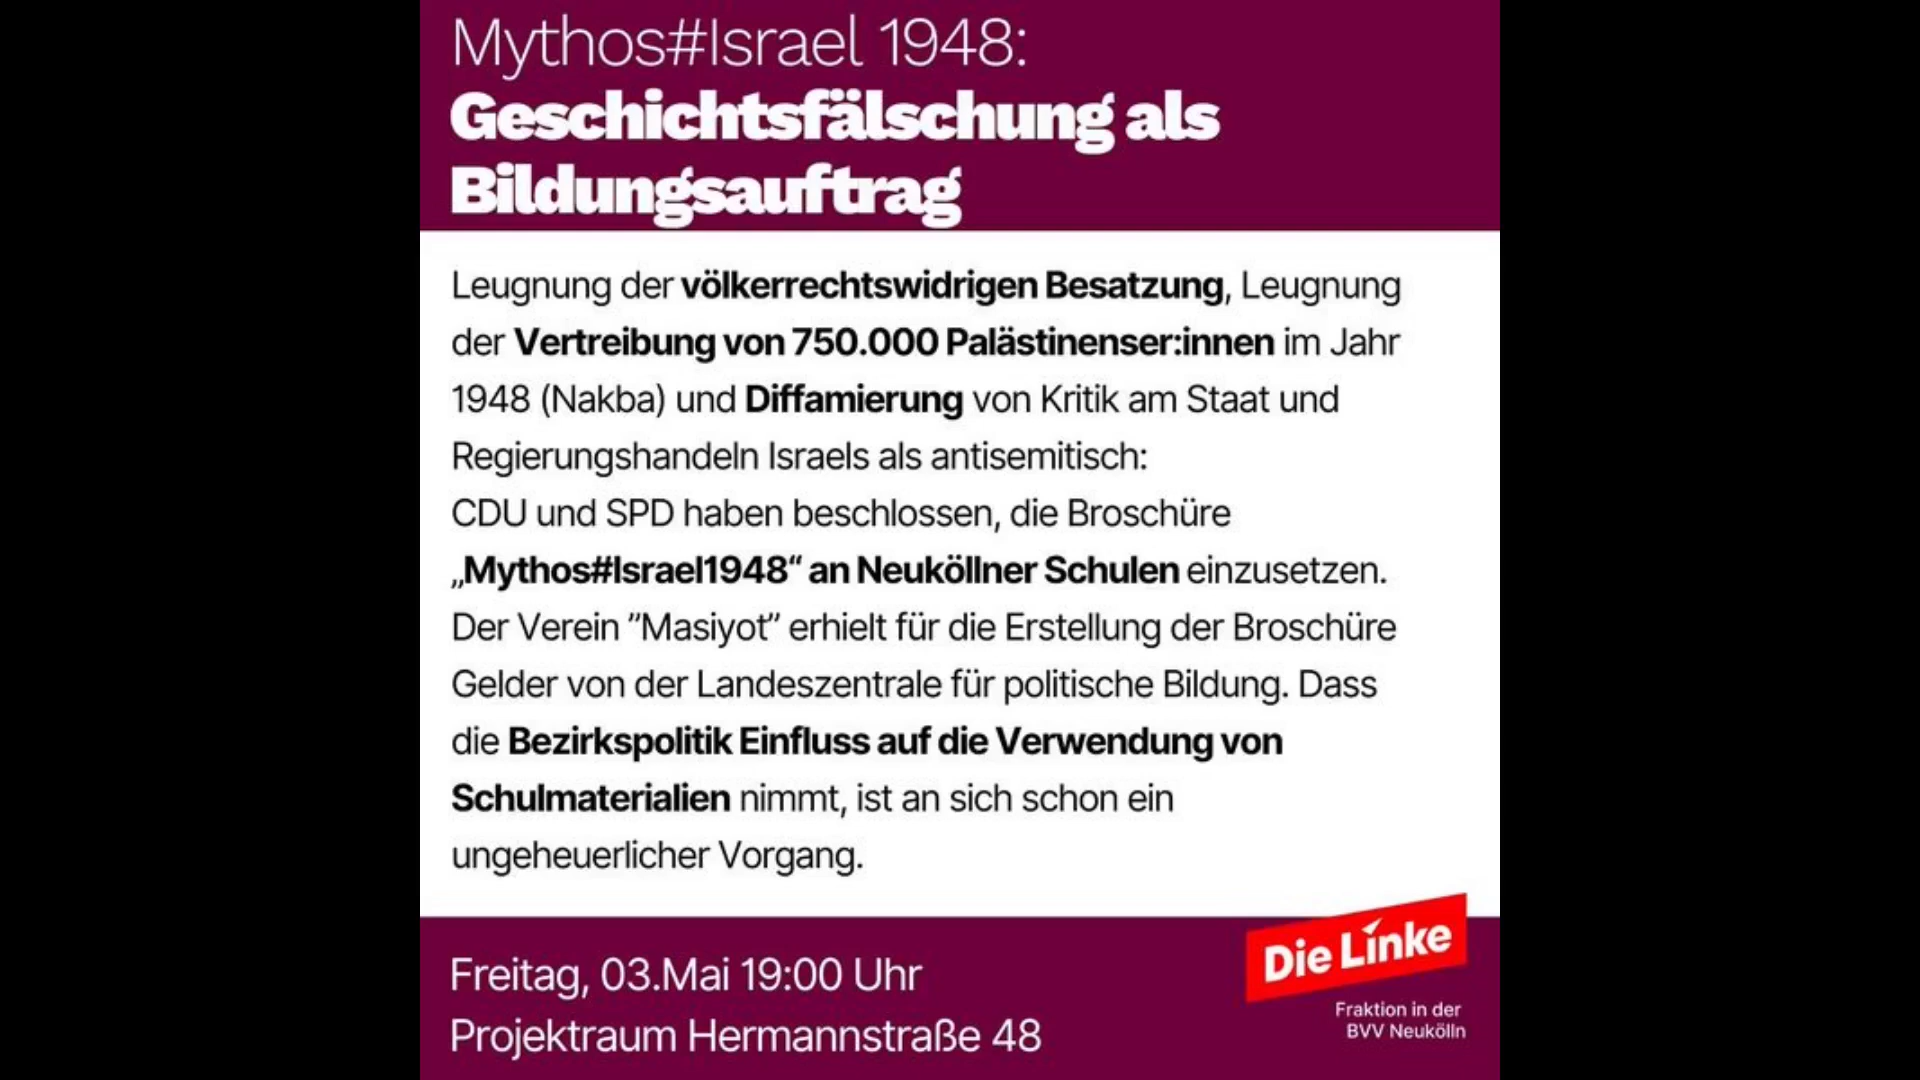 Mythos#Israel 1948:
Geschichtsfälschung als
Bildungsauftrag
Leugnung der völkerrechtswidrigen Besatzung, Leugnung
der Vertreibung von 750.000 Palästinenser:innen im Jahr
1948 (Nakba) und Diffamierung von Kritik am Staat und
Regierungshandeln Israels als antisemitisch:
CDU und SPD haben beschlossen, die Broschüre
„Mythos#Israel1948“ an Neuköllner Schulen einzusetzen.
Der Verein ”Masiyot” erhielt für die Erstellung der Broschüre
Gelder von der Landeszentrale für politische Bildung. Dass
die Bezirkspolitik Einfluss auf die Verwendung von
Schulmaterialien nimmt, ist an sich schon ein
ungeheuerlicher Vorgang.
Freitag, 03.Mai 19:00 Uhr
Projektraum Hermannstraße 48
Die Linke
Fraktion in der
BVV Neukölln